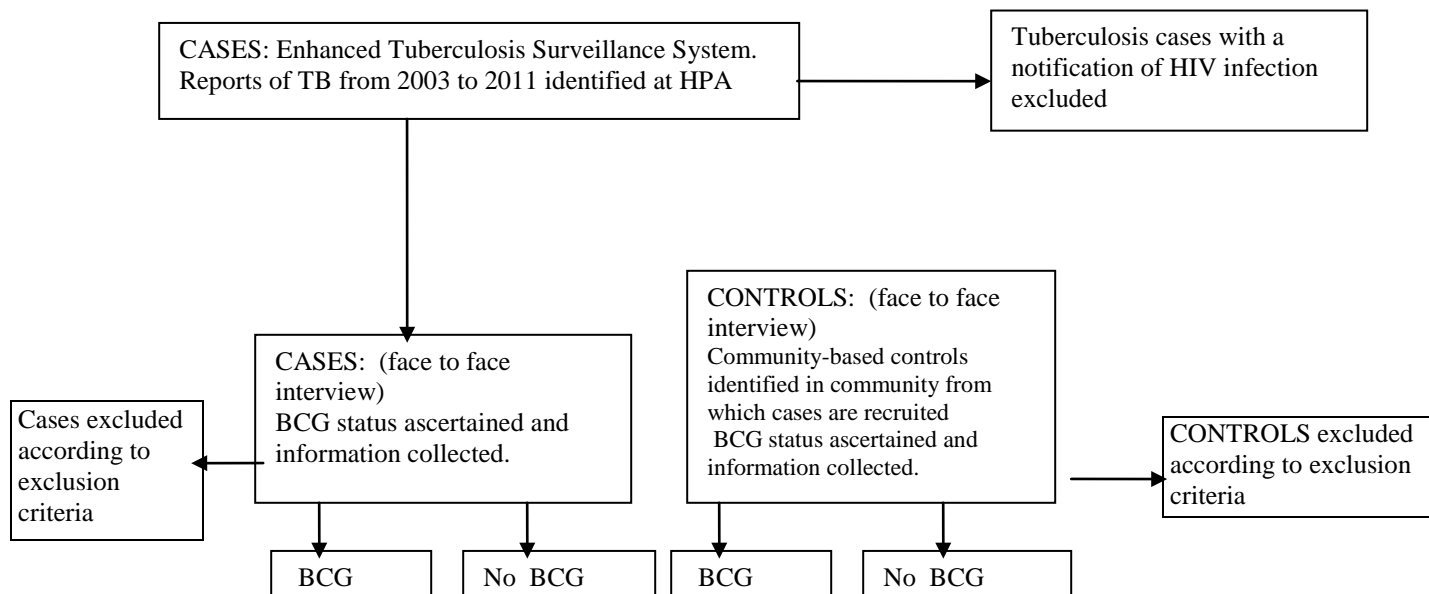 CASES: Enhanced Tuberculosis Surveillance System.
Reports of TB from 2003 to 2011 identified at HPA
Tuberculosis cases with a
notification of HIV infection
excluded
CASES: (face to face
interview)
BCG status ascertained and
information collected.
CONTROLS: (face to face
interview)
Community-based controls
identified in community from
which cases are recruited
BCG status ascertained and
information collected.
Cases excluded
according to
exclusion
criteria
CONTROLS excluded
according to exclusion
criteria
BCG
No BCG
BCG
No BCG